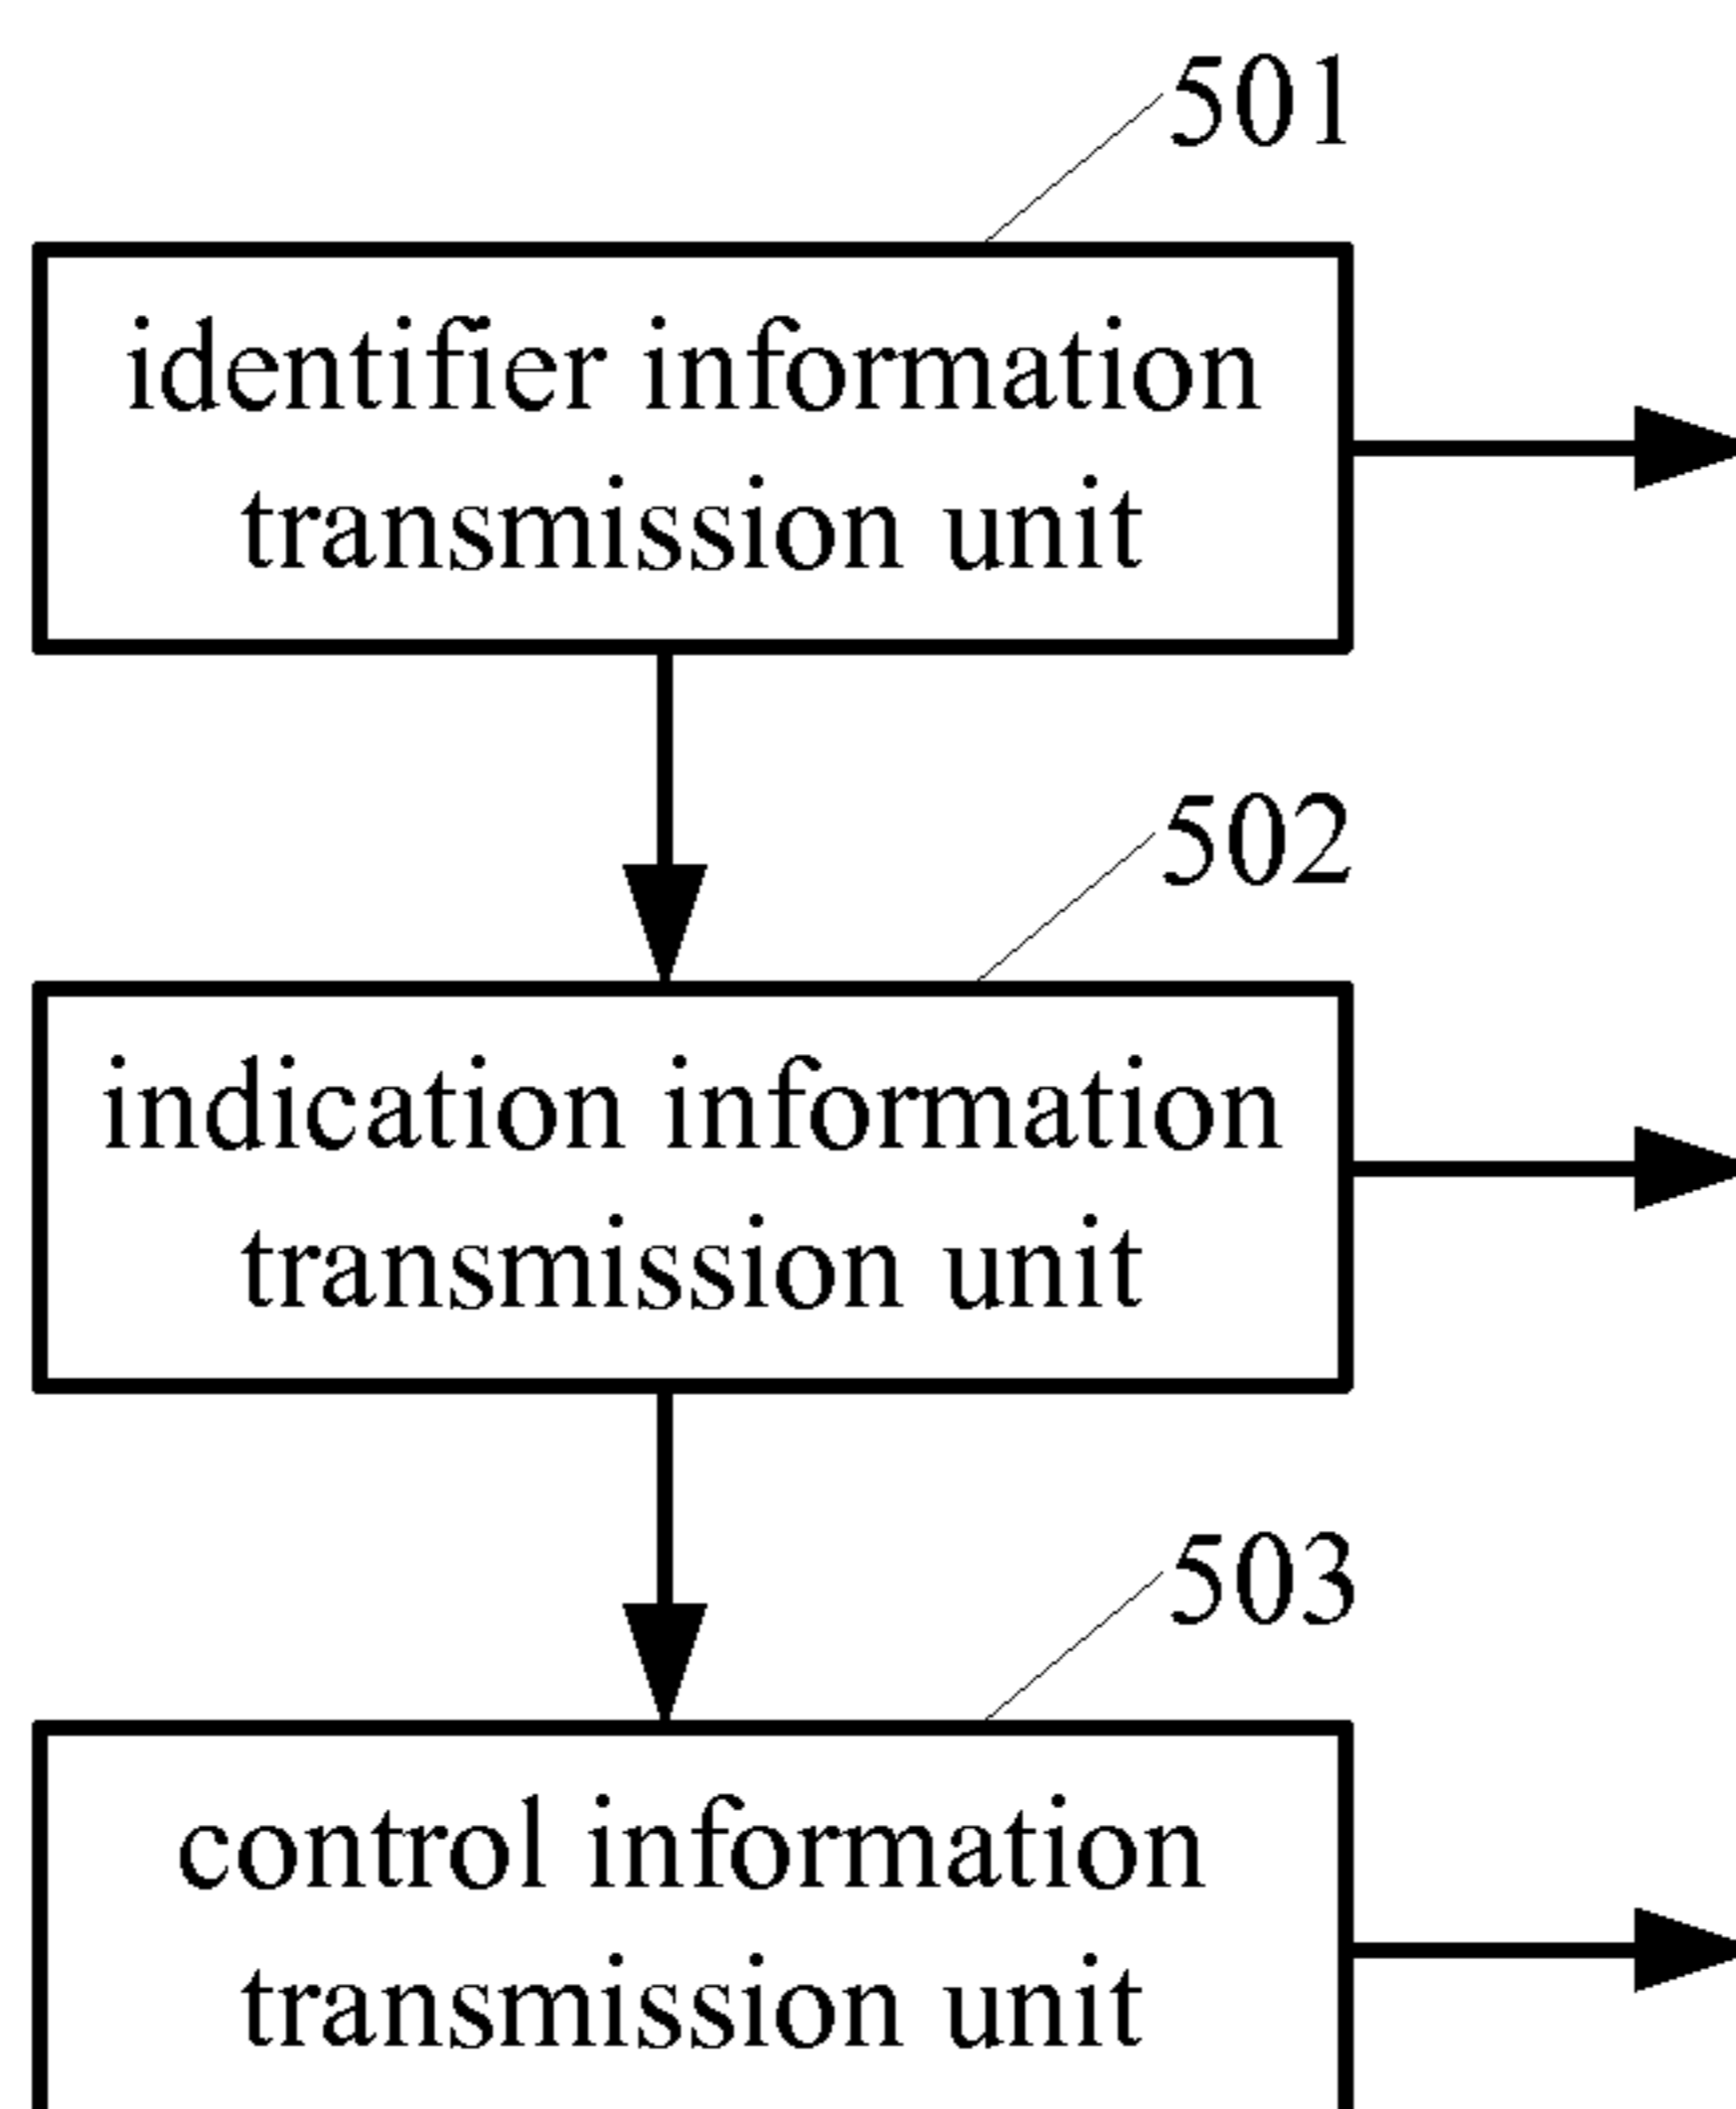 501
identifier information
transmission unit
502
indication information
transmission unit
503
control information
transmission unit